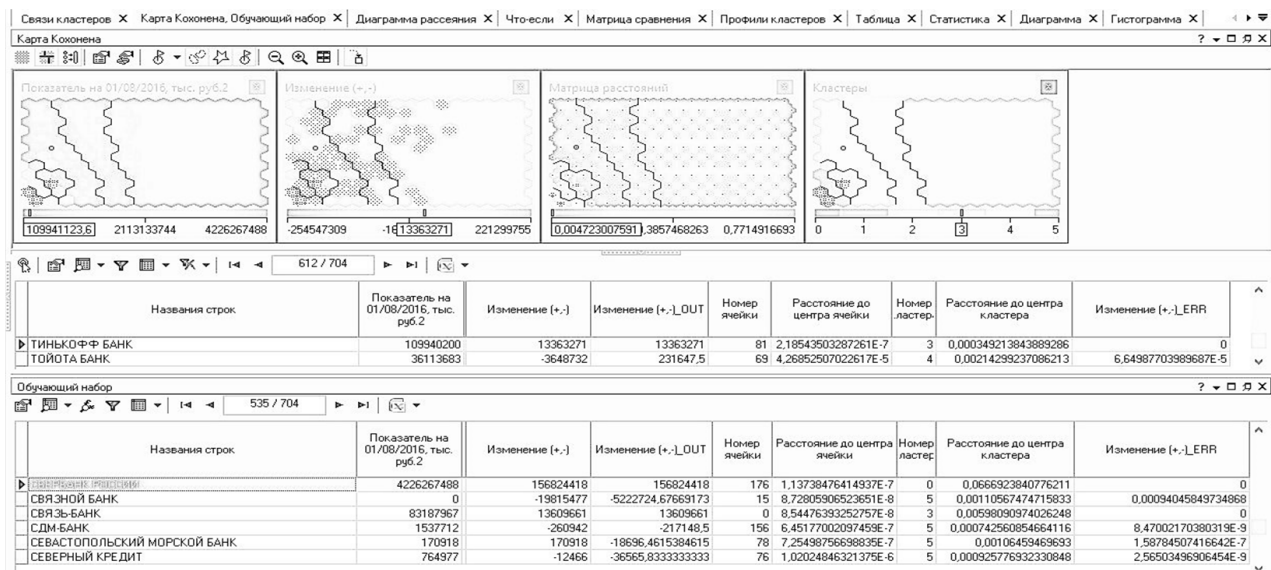 Связи кластеров X Карта Кохонена, Обучающий набор X Диаграмма рассеяния X Что-если X Матрица сравнения X Профили кластеров X Таблица X Статистика X Диаграмма X Гистограмма X
Карта Кохонена
Показатель на 01/08/2016, тыс. руб.2 Изменение (+,-) Матрица расстояний Кластеры
109941123,6 2113133744 4226267488 -254547309 13363271 221299755 0,004723007591 ,3857468263 0,7714916693 0 1 2 3 4 5
612 / 704
Названия строк Показатель на 01/08/2016, тыс. руб.2 Изменение (+,-) Изменение (+,-)_OUT Номер ячейки Расстояние до центра ячейки Номер ластер Расстояние до центра кластера Изменение (+,-)_ERR
ТИНЬКОФФ БАНК 109940200 13363271 13363271 81 2,18543503287261E-7 3 0,000349213843889286 0
ТОЙОТА БАНК 36113683 -3648732 231647,5 69 4,26852507022617E-5 4 0,00214299237086213 6,64987703989687E-5
Обучающий набор
535 / 704
Названия строк Показатель на 01/08/2016, тыс. руб.2 Изменение (+,-) Изменение (+,-)_OUT Номер ячейки Расстояние до центра ячейки Номер ластер Расстояние до центра кластера Изменение (+,-)_ERR
СБЕРБАНК РОССИИ 4226267488 156824418 156824418 176 1,13738476414937E-7 0 0,0666923840776211 0
СВЯЗНОЙ БАНК 0 -19815477 -5222724,67669173 15 8,72805906523651E-8 5 0,00110567474715833 0,00094045849734868
СВЯЗЬ-БАНК 83187967 13609661 13609661 0 8,54476393252757E-8 3 0,00598090974026248 0
СДМ-БАНК 1537712 -260942 -217148,5 156 6,45177002097459E-7 5 0,000742560854664116 8,47002170380319E-9
СЕВАСТОПОЛЬСКИЙ МОРСКОЙ БАНК 170918 170918 -18696,4615384615 78 7,25498756698835E-7 5 0,00106459469693 1,58784507416642E-7
СЕВЕРНЫЙ КРЕДИТ 764977 -12466 -36565,8333333333 76 1,02024846321375E-6 5 0,000925776932330848 2,56503496906454E-9